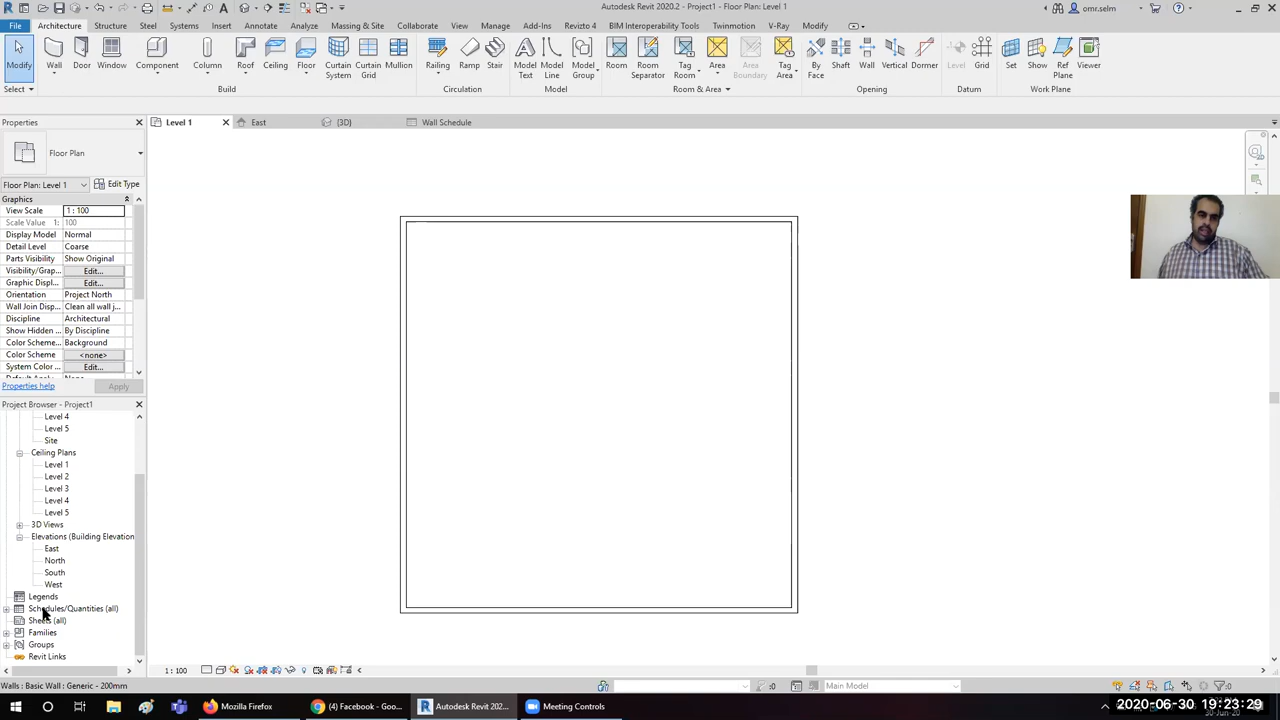 Autodesk Revit 2020.2 - Project1 - Floor Plan: Level 1
omr.selm
File Architecture Structure Steel Systems Insert Annotate Analyze Massing & Site Collaborate View Manage Add-Ins Revizto 4 BIM Interoperability Tools Twinmotion V-Ray Modify
Modify Wall Door Window Component Column Roof Ceiling Floor Curtain System Curtain Grid Mullion Railing Ramp Stair Model Text Model Line Model Group Room Room Separator Tag Room Area Area Boundary Tag Area By Face Shaft Wall Vertical Dormer Level Grid Set Show Ref Plane Viewer
Select Build Circulation Model Room & Area Opening Datum Work Plane
Properties
Level 1 East {3D} Wall Schedule
Floor Plan
Floor Plan: Level 1 Edit Type
Graphics
View Scale 1 : 100
Scale Value 1: 100
Display Model Normal
Detail Level Coarse
Parts Visibility Show Original
Visibility/Grap... Edit...
Graphic Displ... Edit...
Orientation Project North
Wall Join Disp... Clean all wall j...
Discipline Architectural
Show Hidden ... By Discipline
Color Scheme... Background
Color Scheme <none>
System Color ... Edit...
Properties help Apply
Project Browser - Project1
Level 4
Level 5
Site
Ceiling Plans
Level 1
Level 2
Level 3
Level 4
Level 5
3D Views
Elevations (Building Elevation
East
North
South
West
Legends
Schedules/Quantities (all)
Sheets (all)
Families
Groups
Revit Links
1 : 100
Walls : Basic Wall : Generic - 200mm
:0 Main Model :0
Mozilla Firefox (4) Facebook - Goo... Autodesk Revit 202... Meeting Controls
2020-06-30 19:23:29